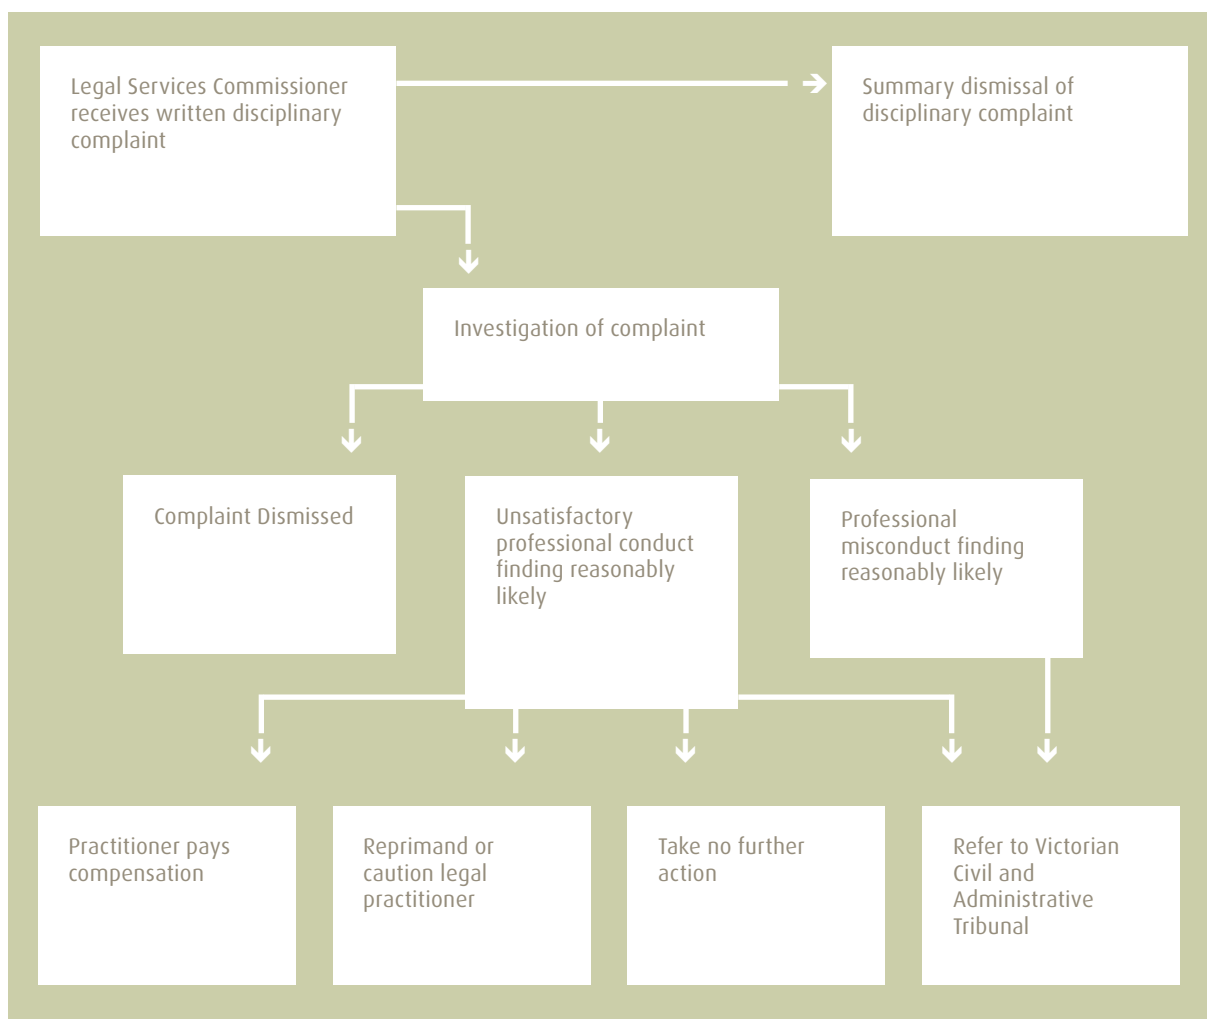 Legal Services Commissioner
receives written disciplinary
complaint
Summary dismissal of
disciplinary complaint
Investigation of complaint
Complaint Dismissed
Unsatisfactory
professional conduct
finding reasonably
likely
Professional
misconduct finding
reasonably likely
Practitioner pays
compensation
Reprimand or
caution legal
practitioner
Take no further
action
Refer to Victorian
Civil and
Administrative
Tribunal